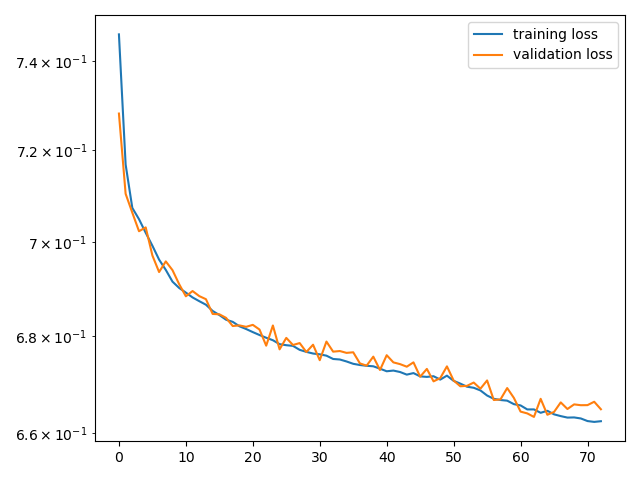 training loss
validation loss
7.4 × 10⁻¹
7.2 × 10⁻¹
7 × 10⁻¹
6.8 × 10⁻¹
6.6 × 10⁻¹
0 10 20 30 40 50 60 70